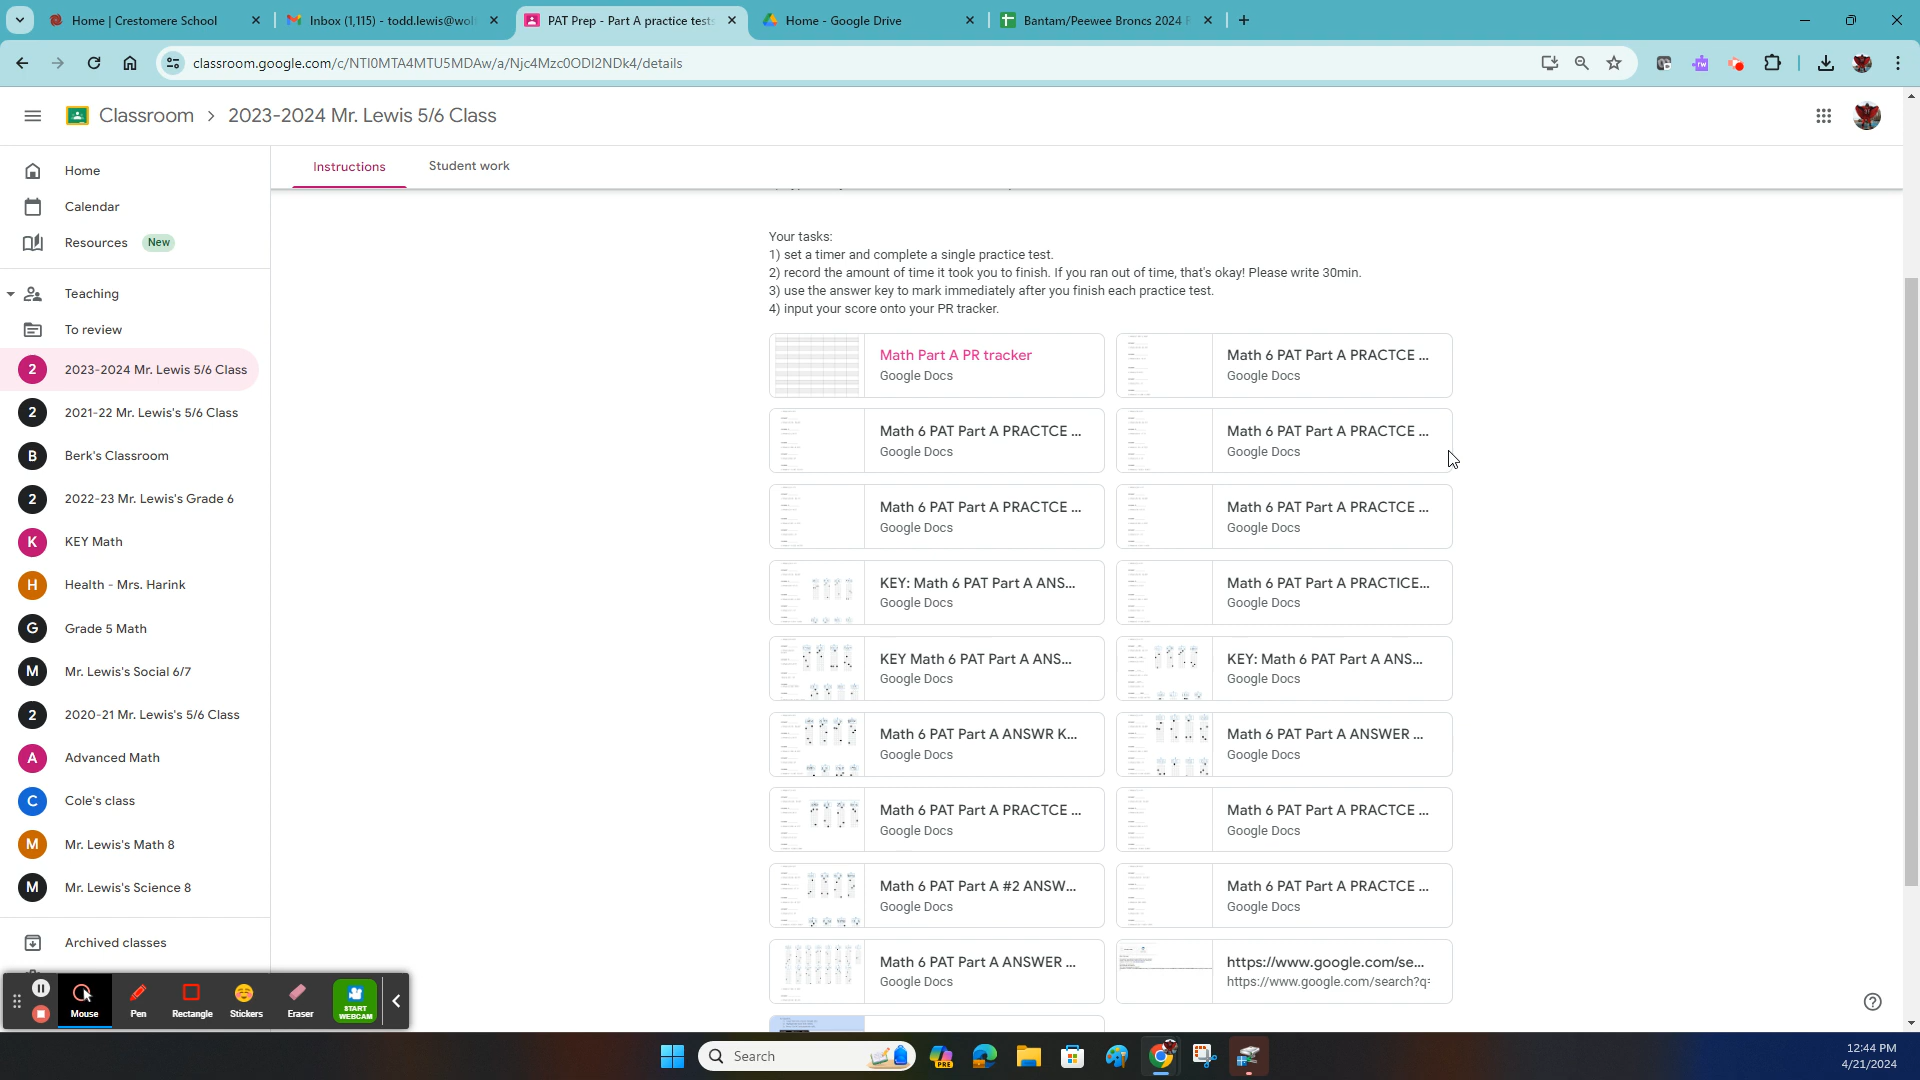 Home | Crestomere School
Inbox (1,115) - todd.lewis@wol
PAT Prep - Part A practice tests
Home - Google Drive
Bantam/Peewee Broncs 2024
classroom.google.com/c/NTI0MTA4MTU5MDAw/a/Njc4Mzc0ODI2NDk4/details
Classroom > 2023-2024 Mr. Lewis 5/6 Class
Home
Calendar
Resources New
Teaching
To review
2 2023-2024 Mr. Lewis 5/6 Class
2 2021-22 Mr. Lewis's 5/6 Class
B Berk's Classroom
2 2022-23 Mr. Lewis's Grade 6
K KEY Math
H Health - Mrs. Harink
G Grade 5 Math
M Mr. Lewis's Social 6/7
2 2020-21 Mr. Lewis's 5/6 Class
A Advanced Math
C Cole's class
M Mr. Lewis's Math 8
M Mr. Lewis's Science 8
Archived classes
Instructions
Student work
Your tasks:
1) set a timer and complete a single practice test.
2) record the amount of time it took you to finish. If you ran out of time, that's okay! Please write 30min.
3) use the answer key to mark immediately after you finish each practice test.
4) input your score onto your PR tracker.
Math Part A PR tracker
Google Docs
Math 6 PAT Part A PRACTCE ...
Google Docs
Math 6 PAT Part A PRACTCE ...
Google Docs
Math 6 PAT Part A PRACTCE ...
Google Docs
Math 6 PAT Part A PRACTCE ...
Google Docs
Math 6 PAT Part A PRACTCE ...
Google Docs
KEY: Math 6 PAT Part A ANS...
Google Docs
Math 6 PAT Part A PRACTICE...
Google Docs
KEY Math 6 PAT Part A ANS...
Google Docs
KEY: Math 6 PAT Part A ANS...
Google Docs
Math 6 PAT Part A ANSWR K...
Google Docs
Math 6 PAT Part A ANSWER ...
Google Docs
Math 6 PAT Part A PRACTCE ...
Google Docs
Math 6 PAT Part A PRACTCE ...
Google Docs
Math 6 PAT Part A #2 ANSW...
Google Docs
Math 6 PAT Part A PRACTCE ...
Google Docs
Math 6 PAT Part A ANSWER ...
Google Docs
https://www.google.com/se...
https://www.google.com/search?q=
Mouse
Pen
Rectangle
Stickers
Eraser
START
WEBCAM
Search
PRE
12:44 PM
4/21/2024